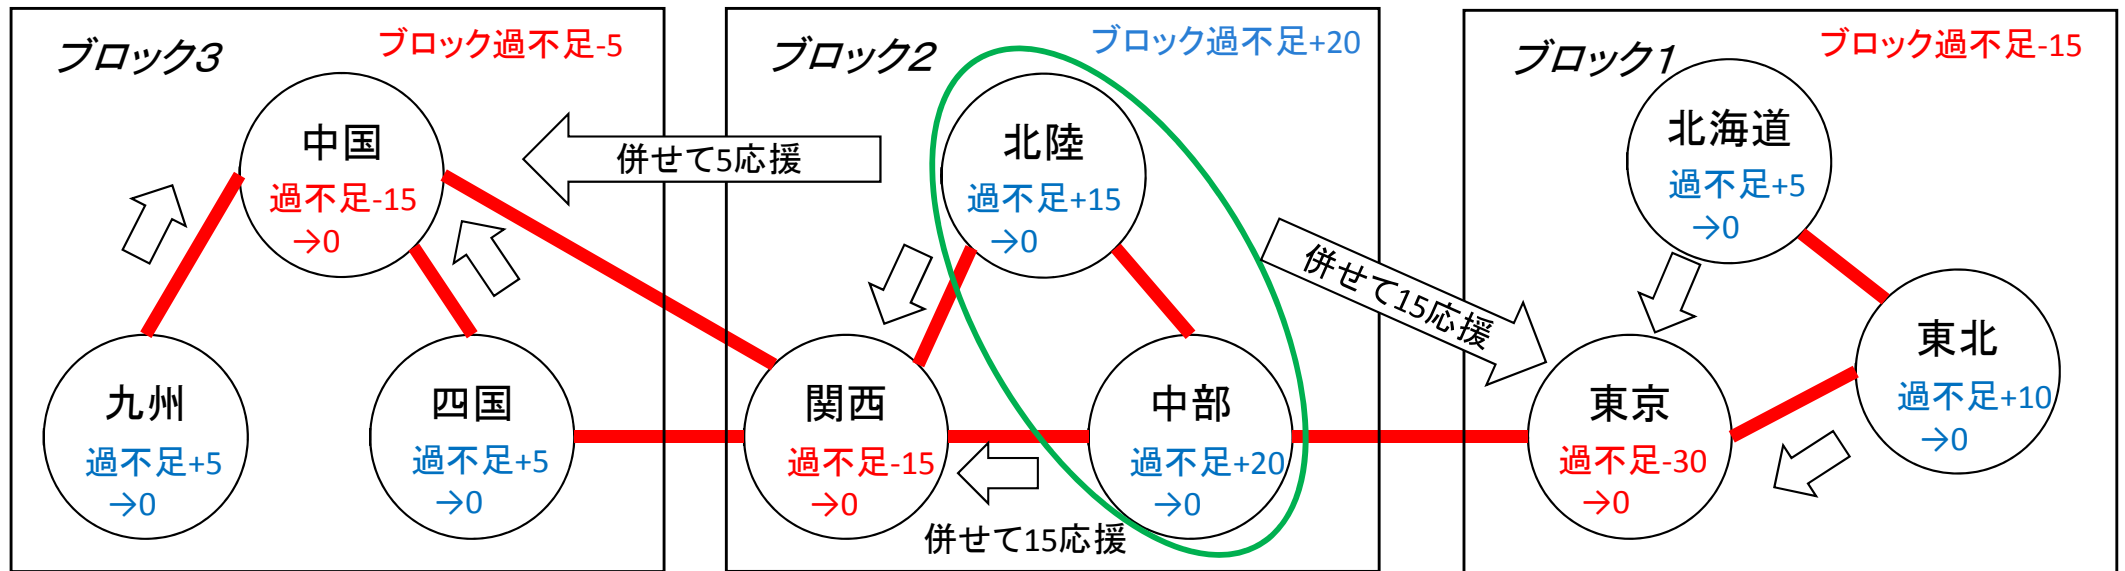 ブロック3
ブロック過不足-5
中国
過不足-15
→0
九州
過不足+5
→0
四国
過不足+5
→0
併せて5応援
ブロック2
ブロック過不足+20
北陸
過不足+15
→0
関西
過不足-15
→0
中部
過不足+20
→0
併せて15応援
併せて15応援
ブロック1
ブロック過不足-15
北海道
過不足+5
→0
東北
過不足+10
→0
東京
過不足-30
→0